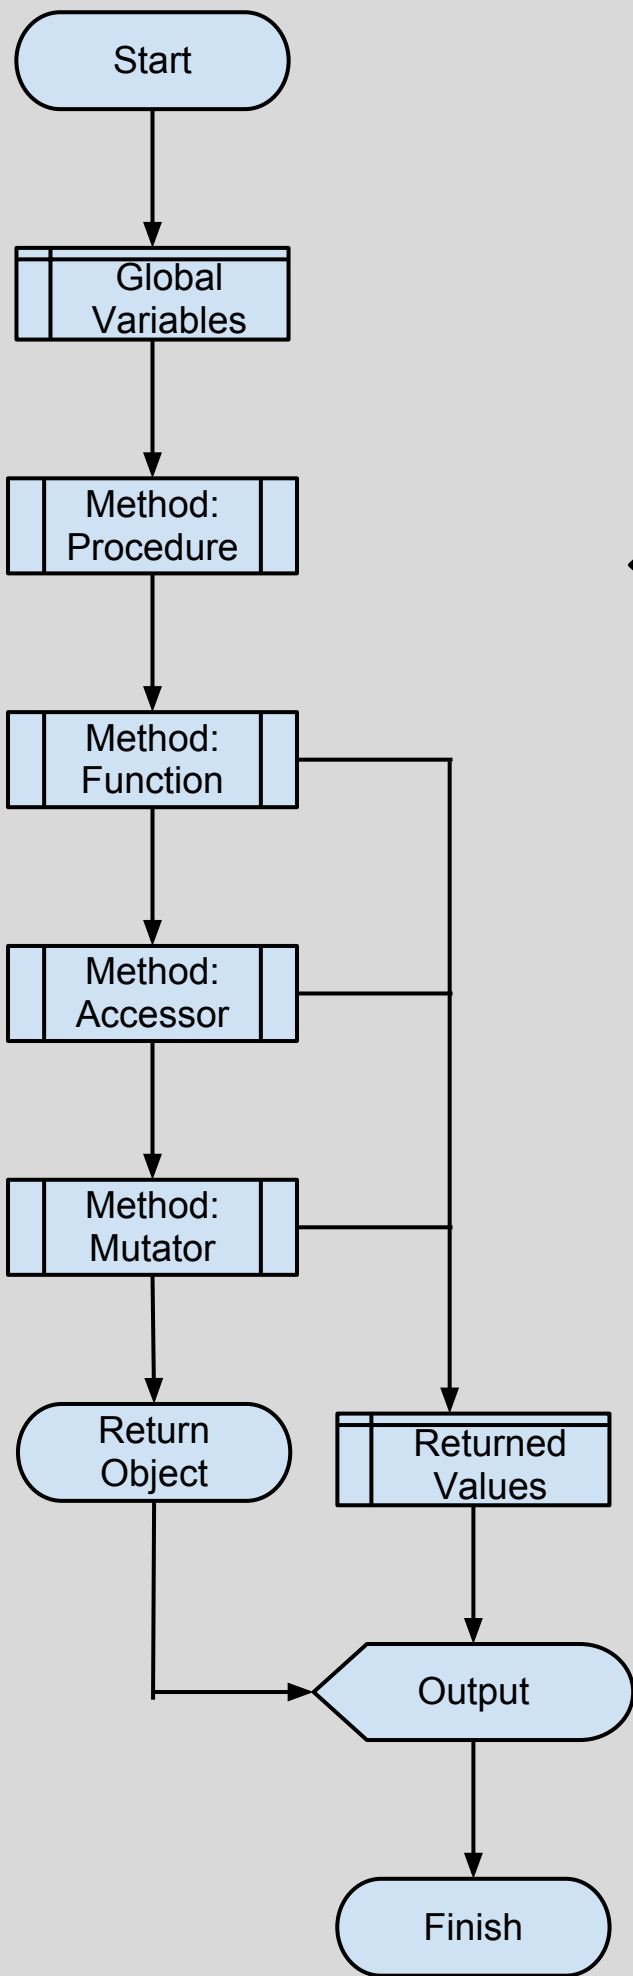 Start
Global
Variables
Method:
Procedure
Method:
Function
Method:
Accessor
Method:
Mutator
Return
Object
Returned
Values
Output
Finish